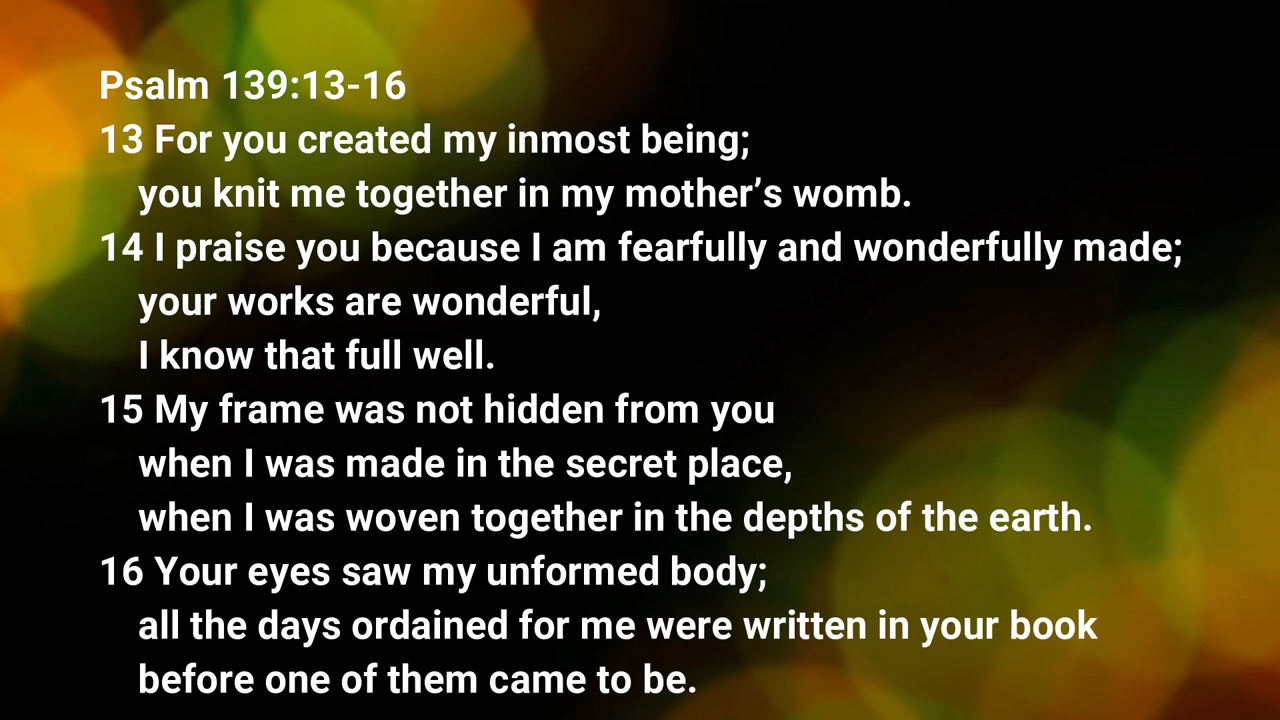 Psalm 139:13-16
13 For you created my inmost being;
you knit me together in my mother’s womb.
14 I praise you because I am fearfully and wonderfully made;
your works are wonderful,
I know that full well.
15 My frame was not hidden from you
when I was made in the secret place,
when I was woven together in the depths of the earth.
16 Your eyes saw my unformed body;
all the days ordained for me were written in your book
before one of them came to be.